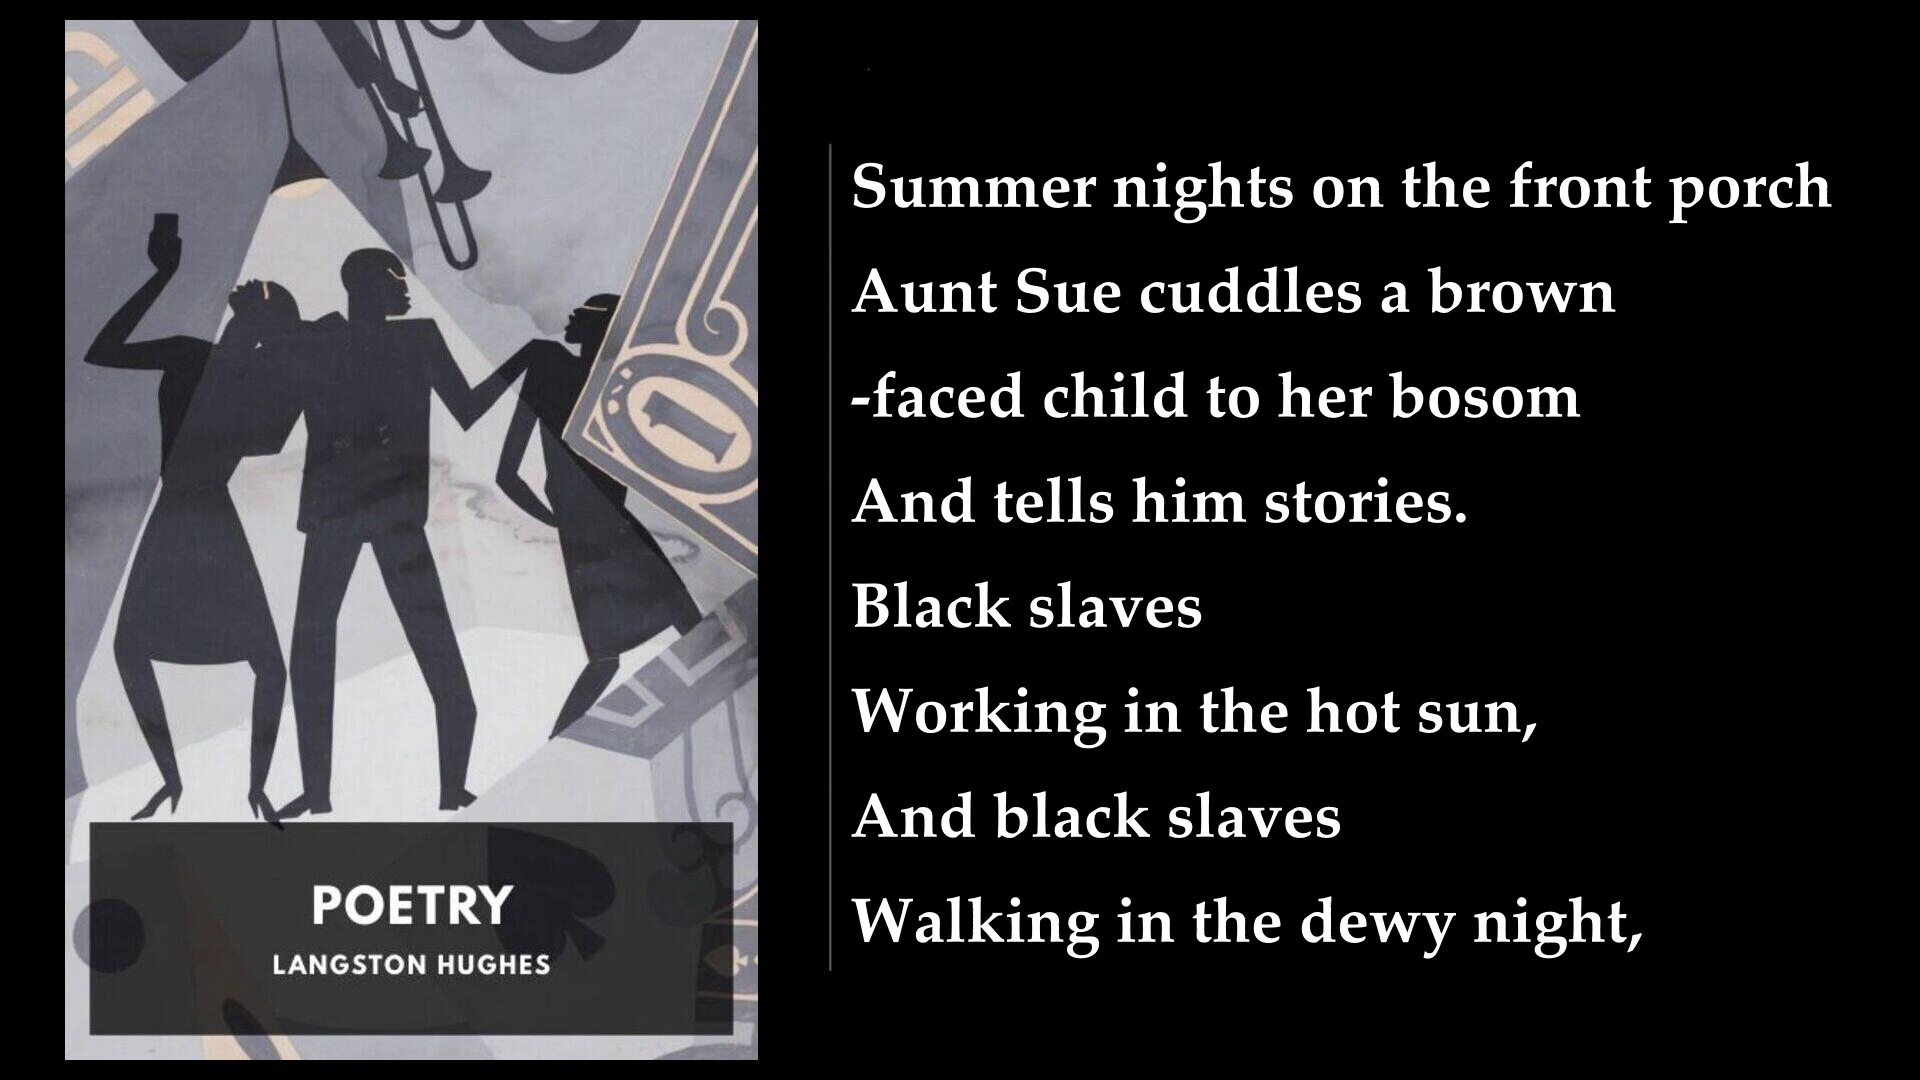 Summer nights on the front porch
Aunt Sue cuddles a brown
-faced child to her bosom
And tells him stories.
Black slaves
Working in the hot sun,
And black slaves
Walking in the dewy night,
1
POETRY
LANGSTON HUGHES